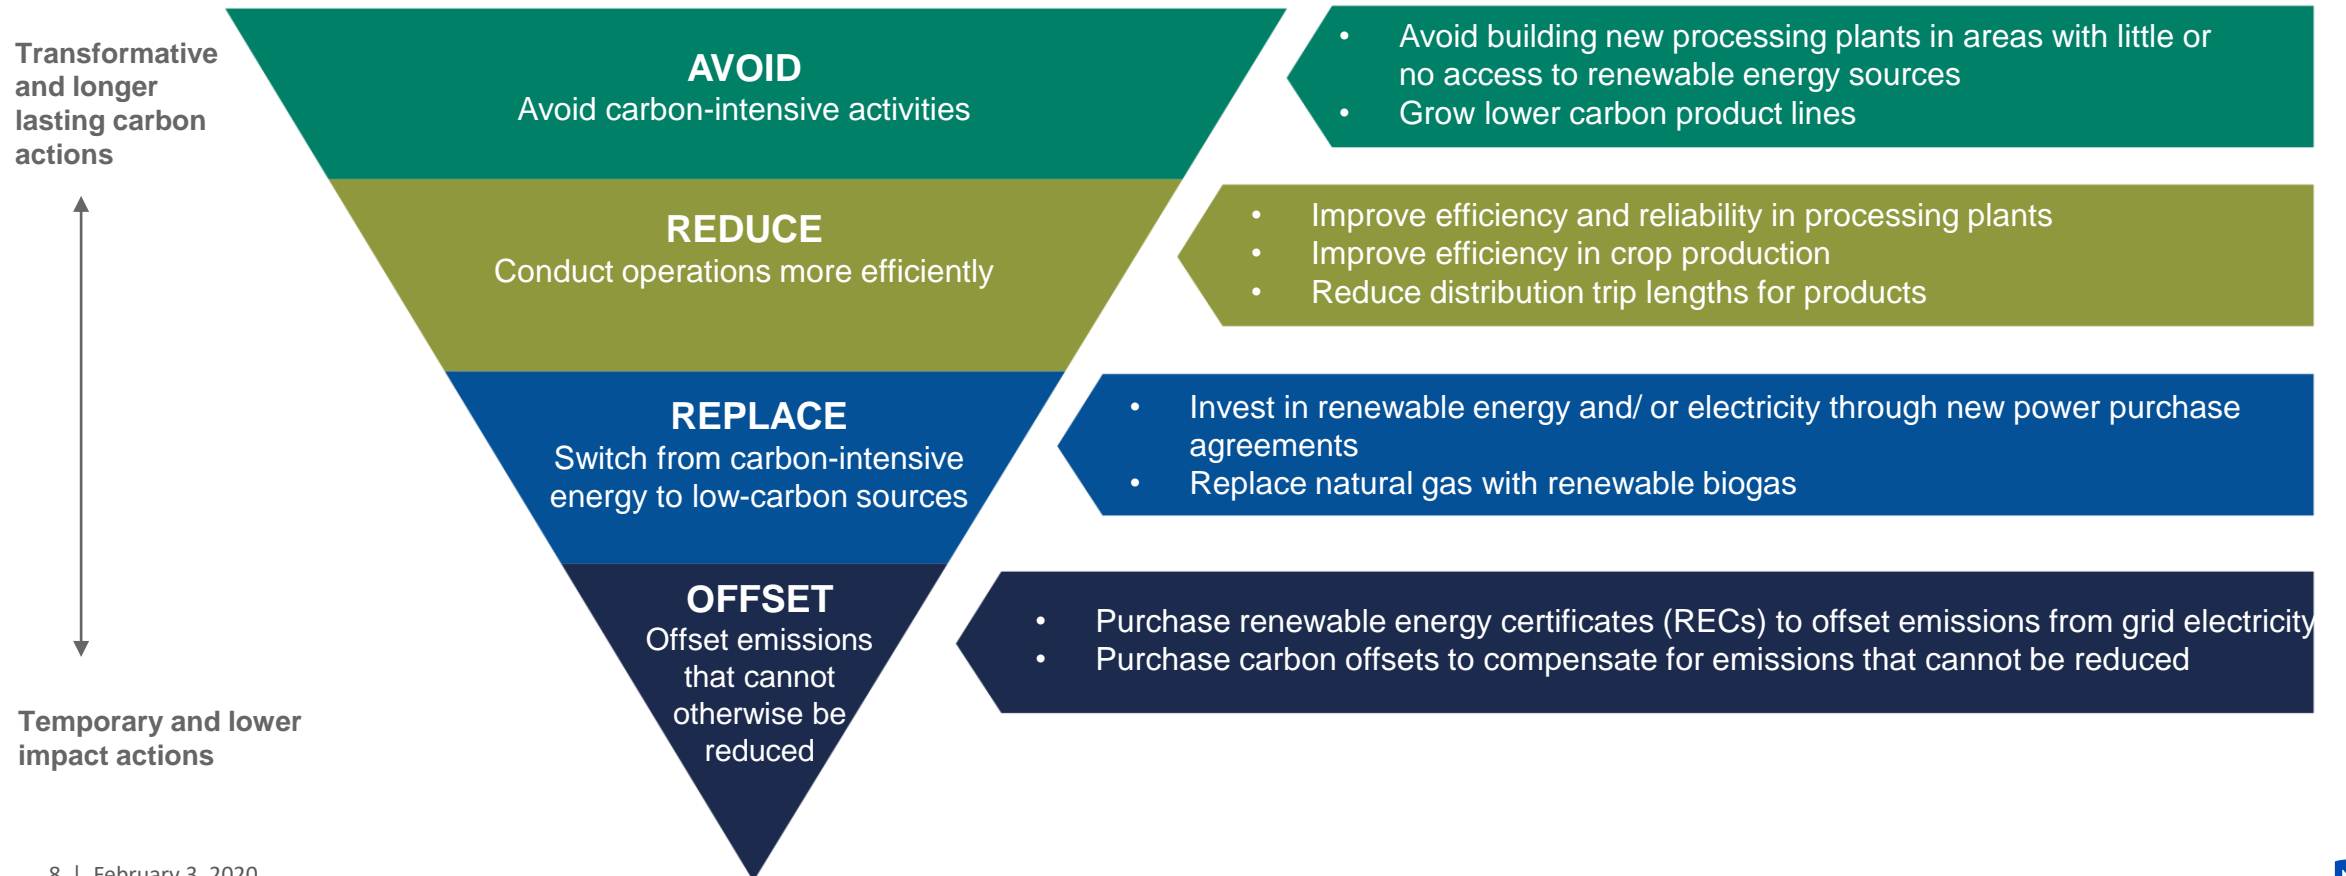 Transformative
and longer
lasting carbon
actions
Temporary and lower
impact actions
AVOID
Avoid carbon-intensive activities
• Avoid building new processing plants in areas with little or
no access to renewable energy sources
• Grow lower carbon product lines
REDUCE
Conduct operations more efficiently
• Improve efficiency and reliability in processing plants
• Improve efficiency in crop production
• Reduce distribution trip lengths for products
REPLACE
Switch from carbon-intensive
energy to low-carbon sources
• Invest in renewable energy and/ or electricity through new power purchase
agreements
• Replace natural gas with renewable biogas
OFFSET
Offset emissions
that cannot
otherwise be
reduced
• Purchase renewable energy certificates (RECs) to offset emissions from grid electricity
• Purchase carbon offsets to compensate for emissions that cannot be reduced
8 | February 3, 2020